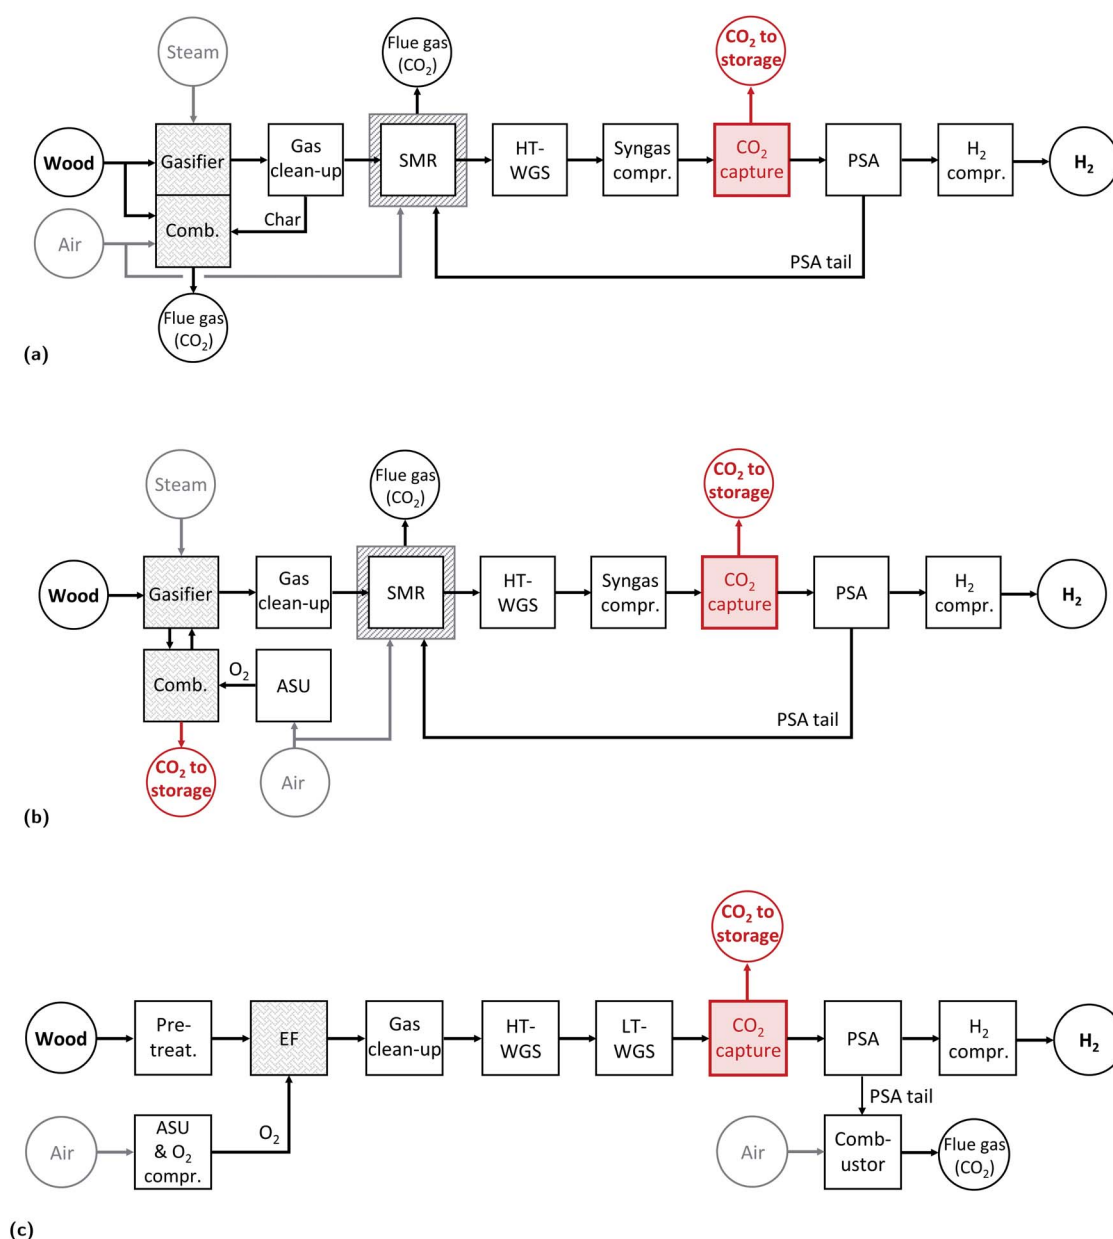 Steam
Flue gas
(CO₂)
CO₂ to
storage
Wood
Gasifier
Gas
clean-up
SMR
HT-
WGS
Syngas
compr.
CO₂
capture
PSA
H₂
compr.
H₂
Char
Comb.
Air
PSA tail
Flue gas
(CO₂)
(a)
Steam
Flue gas
(CO₂)
CO₂ to
storage
Wood
Gasifier
Gas
clean-up
SMR
HT-
WGS
Syngas
compr.
CO₂
capture
PSA
H₂
compr.
H₂
Comb.
O₂
ASU
PSA tail
CO₂ to
storage
Air
(b)
CO₂ to
storage
Wood
Pre-
treat.
EF
Gas
clean-up
HT-
WGS
LT-
WGS
CO₂
capture
PSA
H₂
compr.
H₂
PSA tail
Air
ASU
& O₂
compr.
O₂
Air
Comb-
ustor
Flue gas
(CO₂)
(c)